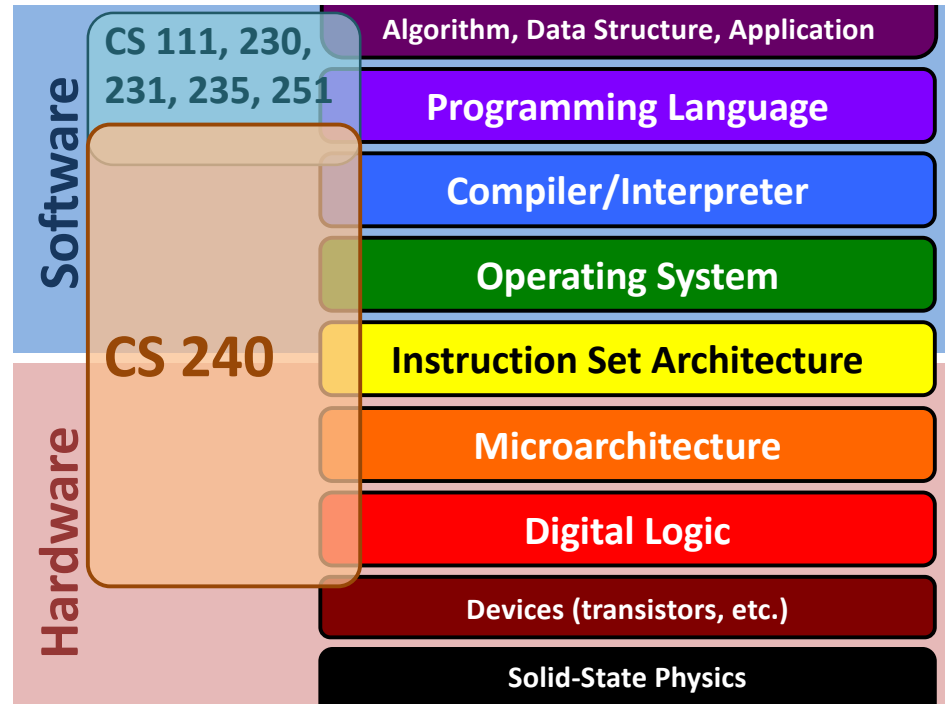 Software
CS 111, 230,
231, 235, 251
Algorithm, Data Structure, Application
Programming Language
Compiler/Interpreter
Operating System
CS 240
Instruction Set Architecture
Hardware
Microarchitecture
Digital Logic
Devices (transistors, etc.)
Solid-State Physics